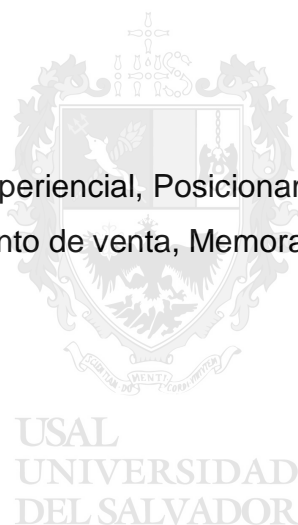 periencial, Posicionar
nto de venta, Memora
USAL
UNIVERSIDAD
DEL SALVADOR